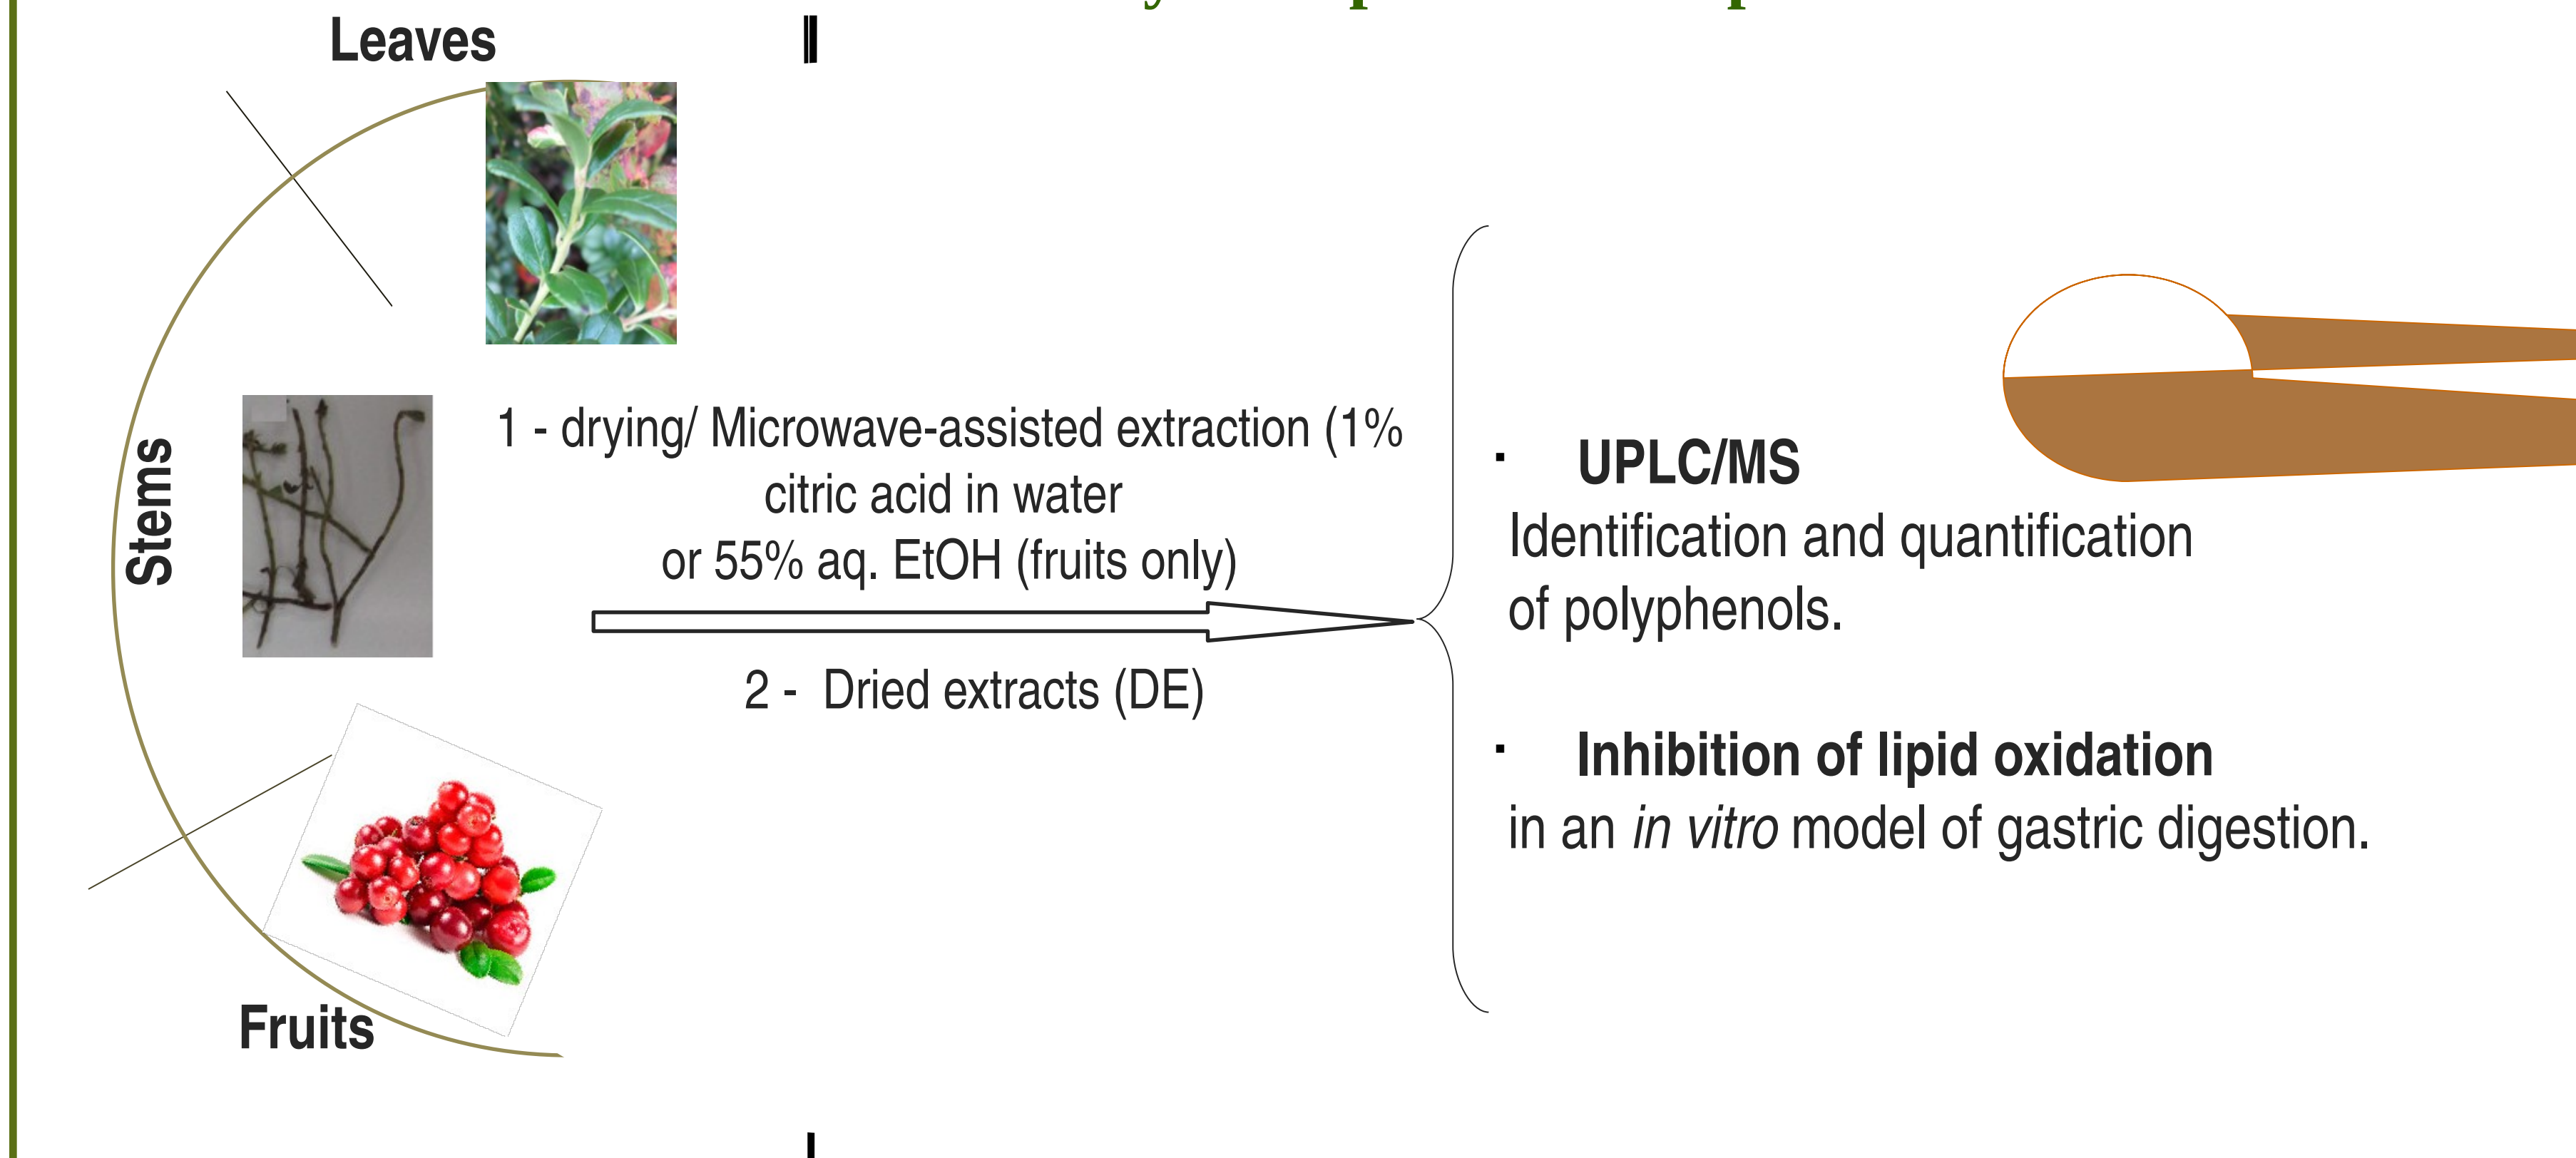 Leaves
Stems
Fruits
1 - drying/ Microwave-assisted extraction (1%
citric acid in water
or 55% aq. EtOH (fruits only)
2 - Dried extracts (DE)
▪ UPLC/MS
Identification and quantification
of polyphenols.
▪ Inhibition of lipid oxidation
in an in vitro model of gastric digestion.